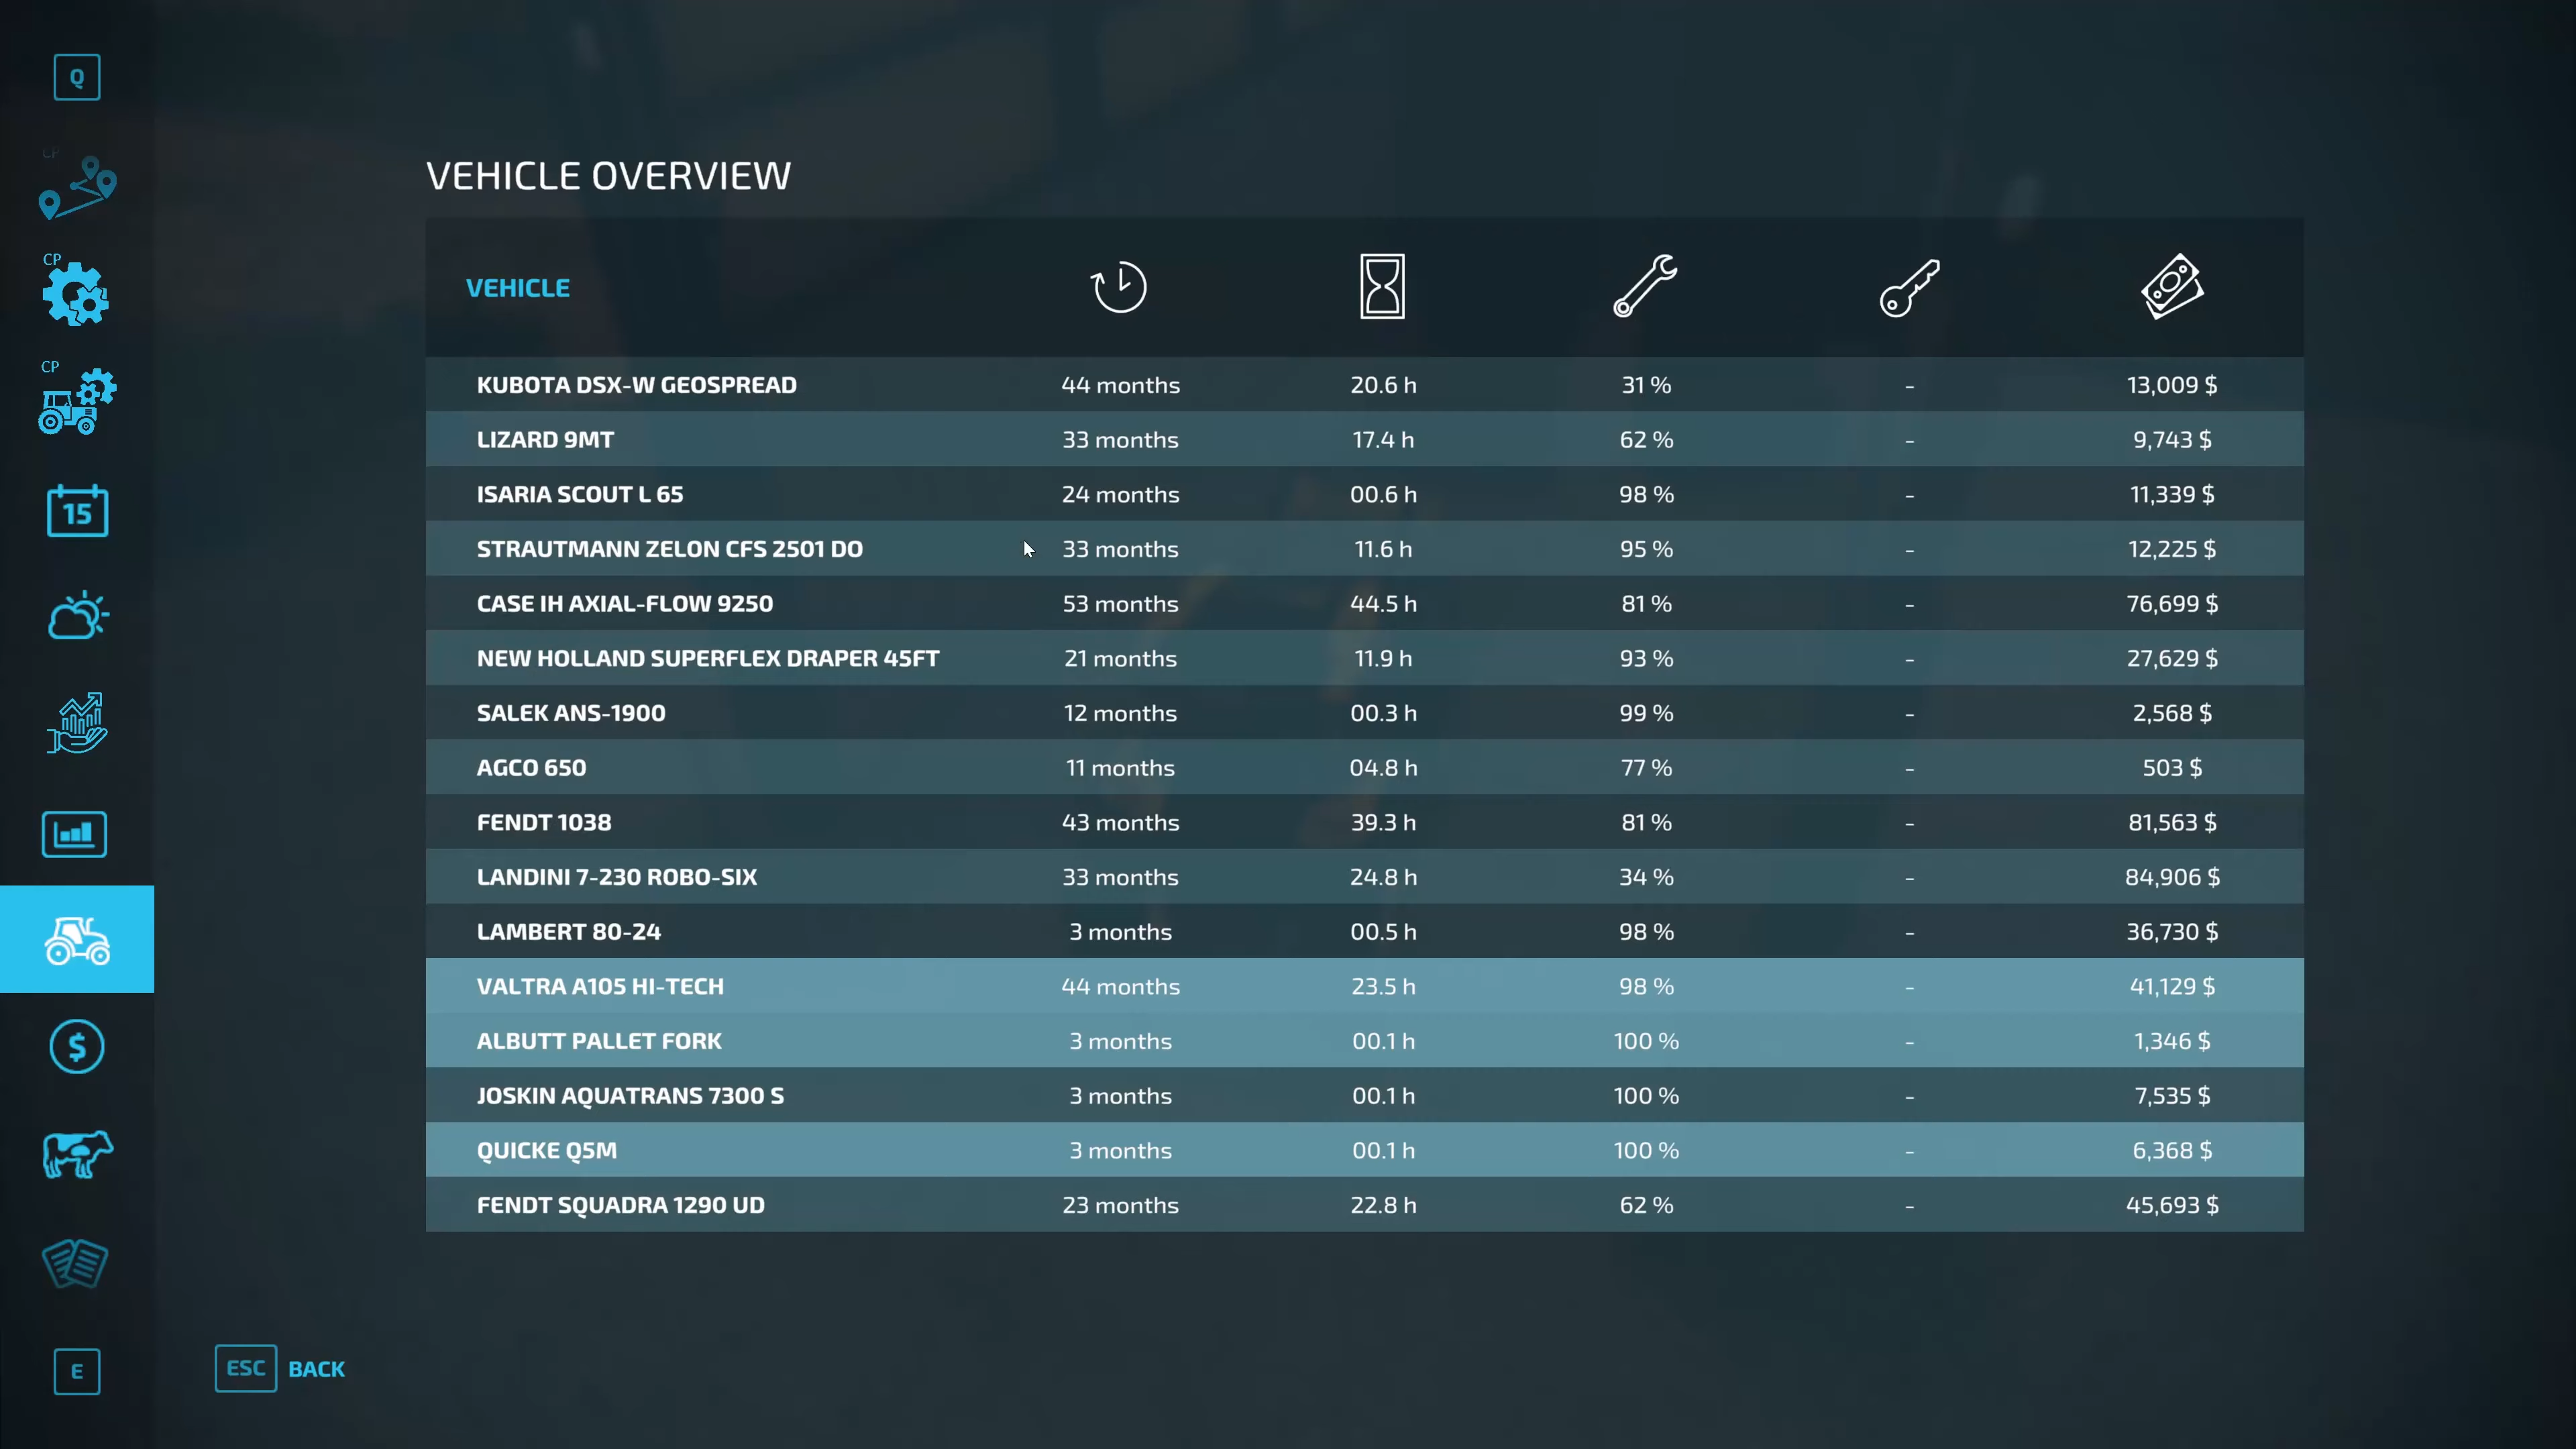 Q
CP
CP
CP
15
VEHICLE OVERVIEW
VEHICLE
KUBOTA DSX-W GEOSPREAD 44 months 20.6 h 31 % - 13,009 $
LIZARD 9MT 33 months 17.4 h 62 % - 9,743 $
ISARIA SCOUT L 65 24 months 00.6 h 98 % - 11,339 $
STRAUTMANN ZELON CFS 2501 DO 33 months 11.6 h 95 % - 12,225 $
CASE IH AXIAL-FLOW 9250 53 months 44.5 h 81 % - 76,699 $
NEW HOLLAND SUPERFLEX DRAPER 45FT 21 months 11.9 h 93 % - 27,629 $
SALEK ANS-1900 12 months 00.3 h 99 % - 2,568 $
AGCO 650 11 months 04.8 h 77 % - 503 $
FENDT 1038 43 months 39.3 h 81 % - 81,563 $
LANDINI 7-230 ROBO-SIX 33 months 24.8 h 34 % - 84,906 $
LAMBERT 80-24 3 months 00.5 h 98 % - 36,730 $
VALTRA A105 HI-TECH 44 months 23.5 h 98 % - 41,129 $
ALBUTT PALLET FORK 3 months 00.1 h 100 % - 1,346 $
JOSKIN AQUATRANS 7300 S 3 months 00.1 h 100 % - 7,535 $
QUICKE Q5M 3 months 00.1 h 100 % - 6,368 $
FENDT SQUADRA 1290 UD 23 months 22.8 h 62 % - 45,693 $
$
E
ESC BACK